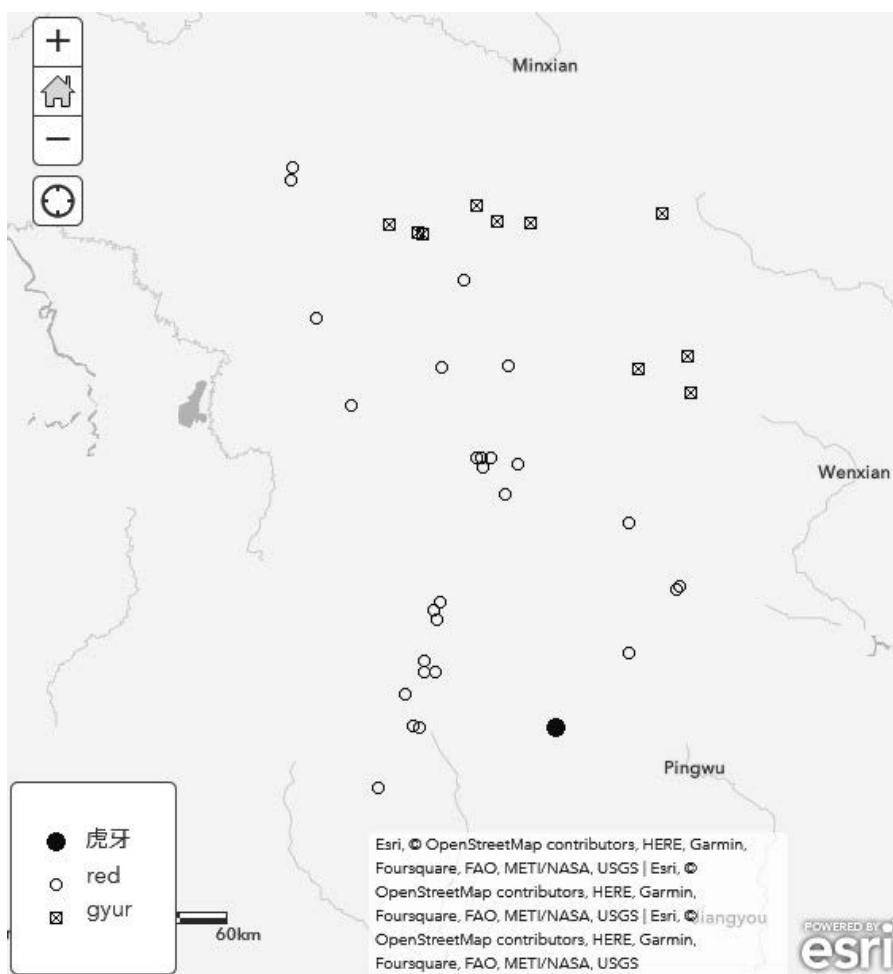 +
Minxian
−
Wenxian
Pingwu
虎牙
red
gyur
60km
Esri, © OpenStreetMap contributors, HERE, Garmin,
Foursquare, FAO, METI/NASA, USGS | Esri, ©
OpenStreetMap contributors, HERE, Garmin,
Foursquare, FAO, METI/NASA, USGS | Esri, ©
OpenStreetMap contributors, HERE, Garmin,
Foursquare, FAO, METI/NASA, USGS
Jiangyou
POWERED BY
esri